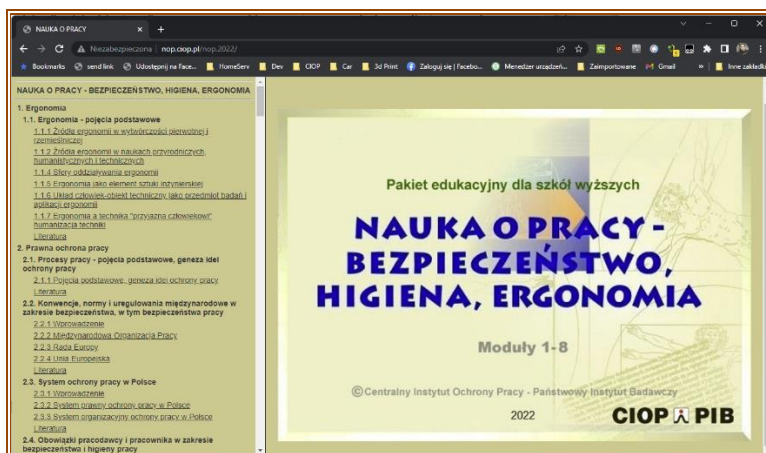 NAUKA O PRACY
Niezabezpieczona | nop.ciop.pl/nop.2022/
Bookmarks send link Udostępnij na Face... HomeServ Dev CIOP Car 3d Print Zaloguj się | Facebo... Menedżer urządzeń... Zaimportowane Gmail » Inne zakładki
NAUKA O PRACY - BEZPIECZEŃSTWO, HIGIENA, ERGONOMIA
1. Ergonomia
1.1. Ergonomia - pojęcia podstawowe
1.1.1 Źródła ergonomii w wytwórczości pierwotnej i
rzemieślniczej
1.1.2 Źródła ergonomii w naukach przyrodniczych,
humanistycznych i technicznych
1.1.4 Sfery oddziaływania ergonomii
1.1.5 Ergonomia jako element sztuki inżynierskiej
1.1.6 Układ człowiek-obiekt techniczny jako przedmiot badań i
aplikacji ergonomii
1.1.7 Ergonomia a technika "przyjazna człowiekowi"
humanizacja techniki
Literatura
2. Prawna ochrona pracy
2.1. Procesy pracy - pojęcia podstawowe, geneza idei
ochrony pracy
2.1.1 Pojęcia podstawowe, geneza idei ochrony pracy
Literatura
2.2. Konwencje, normy i uregulowania międzynarodowe w
zakresie bezpieczeństwa, w tym bezpieczeństwa pracy
2.2.1 Wprowadzenie
2.2.2 Międzynarodowa Organizacja Pracy
2.2.3 Rada Europy
2.2.4 Unia Europejska
Literatura
2.3. System ochrony pracy w Polsce
2.3.1 Wprowadzenie
2.3.2 System prawny ochrony pracy w Polsce
2.3.3 System organizacyjny ochrony pracy w Polsce
Literatura
2.4. Obowiązki pracodawcy i pracownika w zakresie
bezpieczeństwa i higieny pracy
Pakiet edukacyjny dla szkół wyższych
NAUKA O PRACY -
BEZPIECZEŃSTWO,
HIGIENA, ERGONOMIA
Moduły 1-8
©Centralny Instytut Ochrony Pracy - Państwowy Instytut Badawczy
2022
CIOP PIB